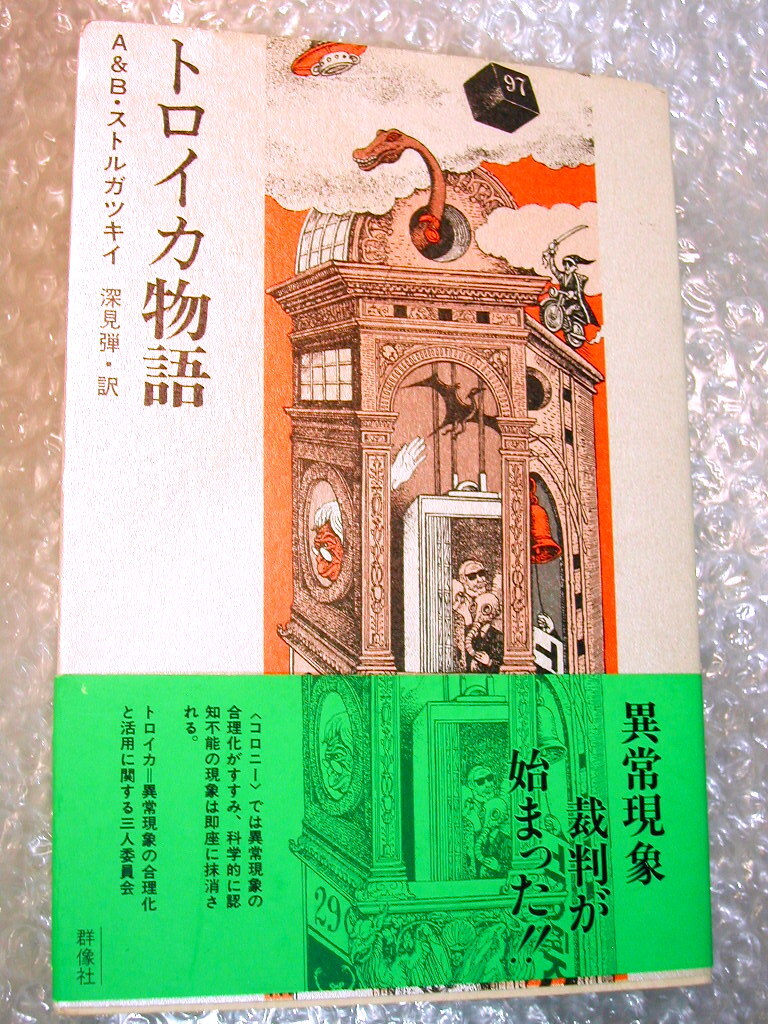 トロイカ物語
A&B・ストルガツキイ
深見弾・訳
97
異常現象
裁判が
始まった!!
〈コロニー〉では異常現象の
合理化がすすみ、科学的に認
知不能の現象は即座に抹消さ
れる。
トロイカ=異常現象の合理化
と活用に関する三人委員会
29
群像社